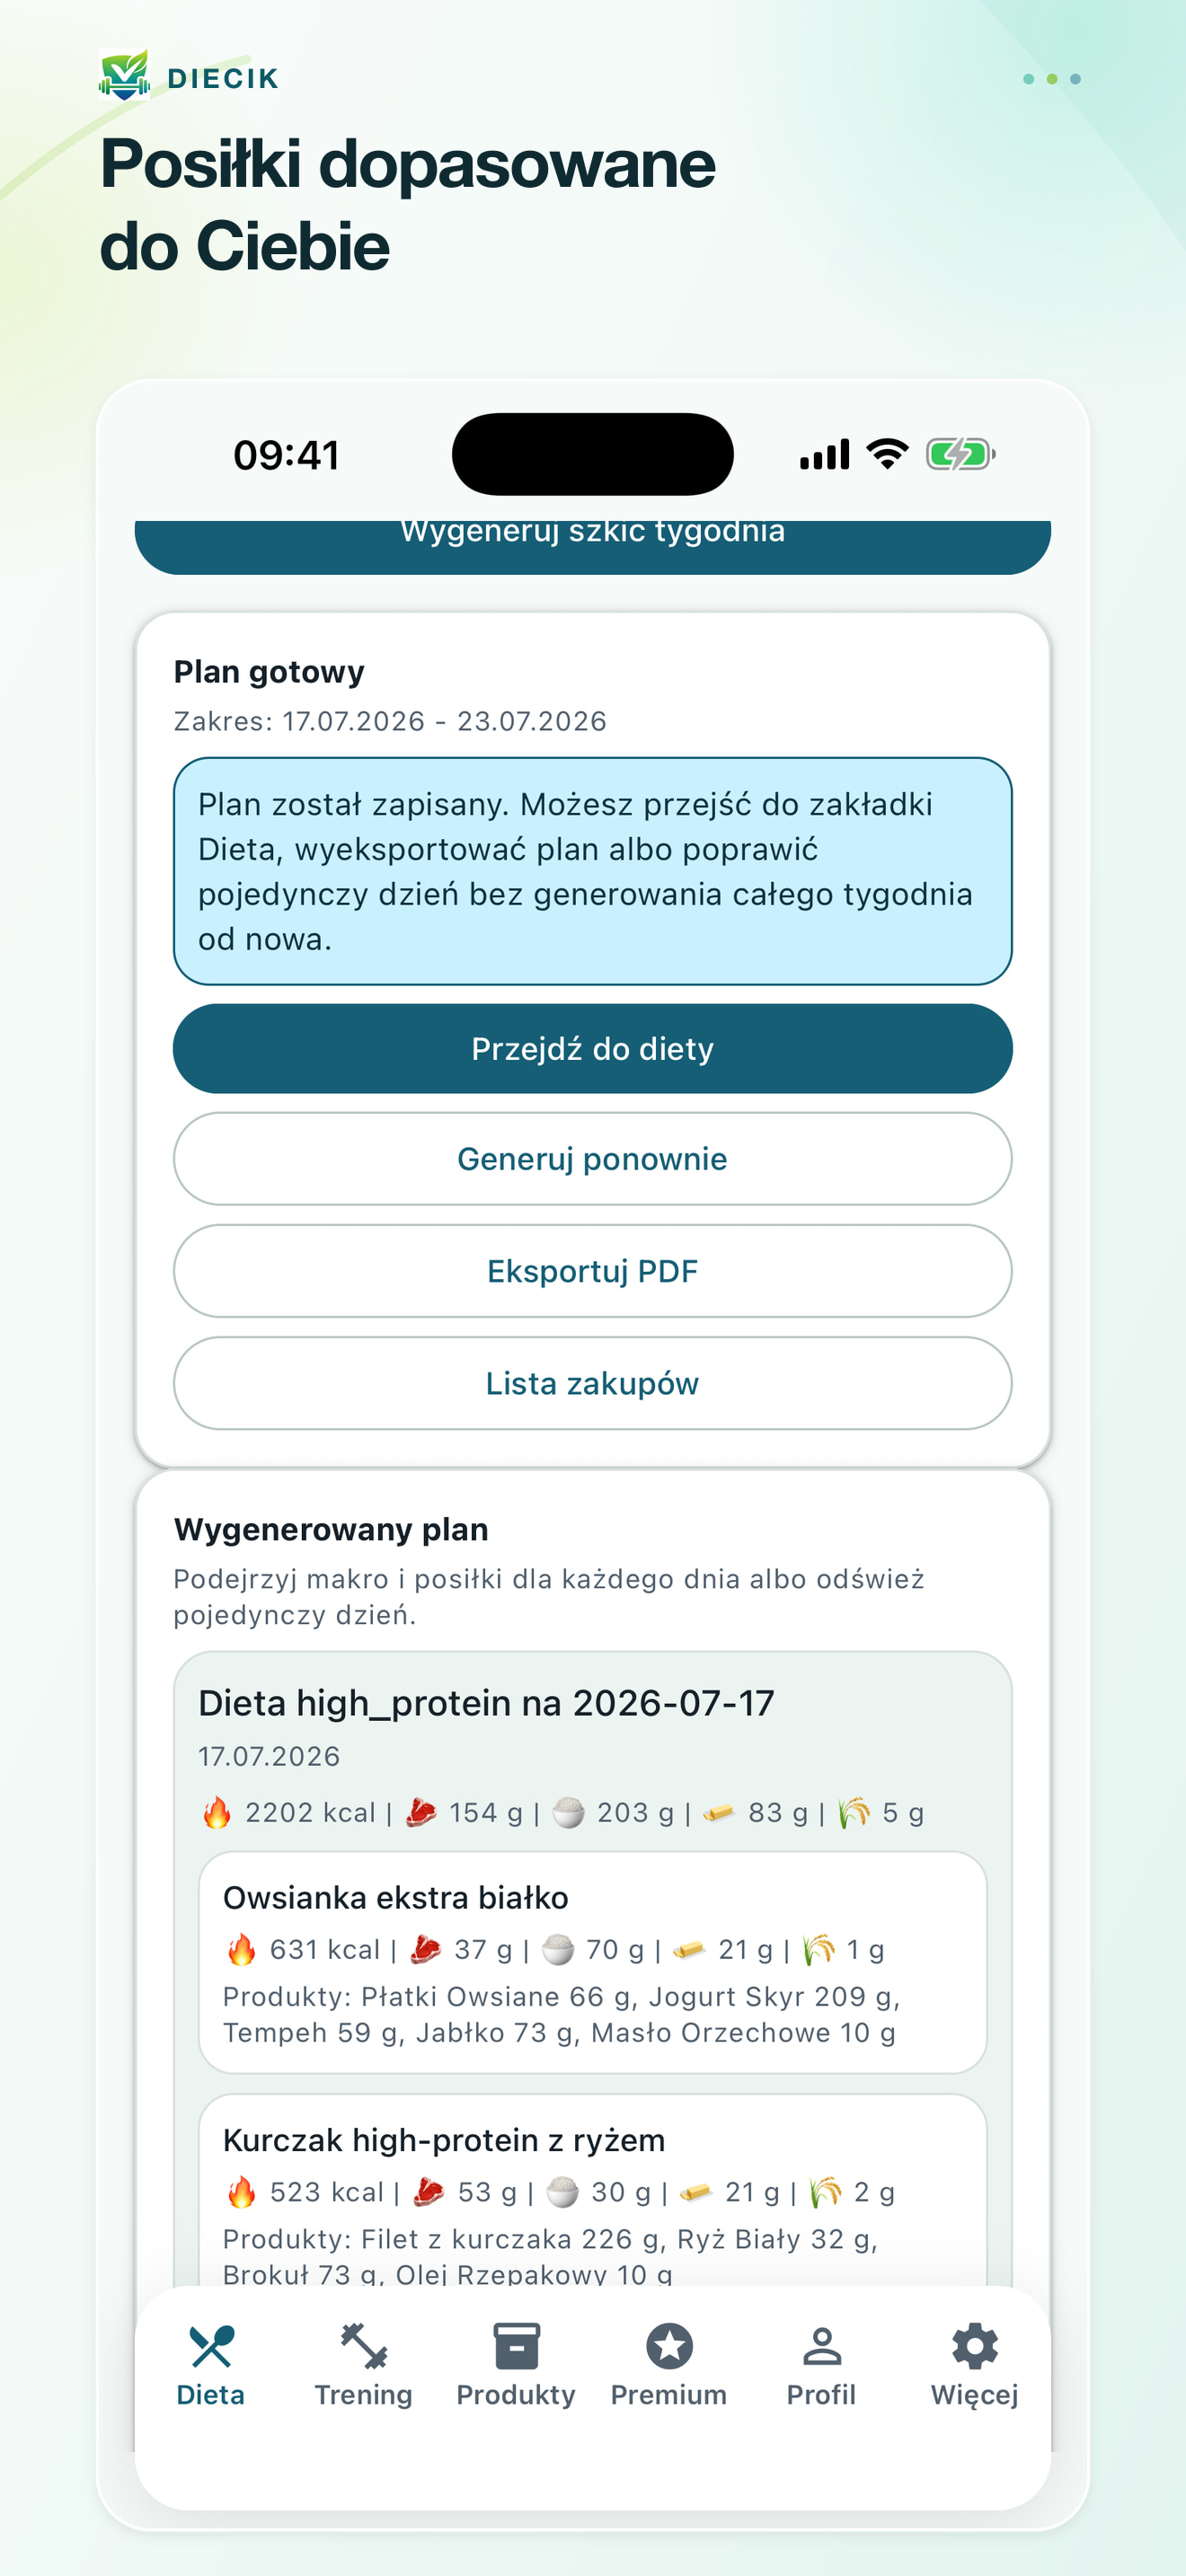 DIECIK
Posiłki dopasowane
do Ciebie
09:41
Wygeneruj szkic tygodnia
Plan gotowy
Zakres: 17.07.2026 - 23.07.2026
Plan został zapisany. Możesz przejść do zakładki
Dieta, wyeksportować plan albo poprawić
pojedynczy dzień bez generowania całego tygodnia
od nowa.
Przejdź do diety
Generuj ponownie
Eksportuj PDF
Lista zakupów
Wygenerowany plan
Podejrzyj makro i posiłki dla każdego dnia albo odśwież
pojedynczy dzień.
Dieta high_protein na 2026-07-17
17.07.2026
🔥 2202 kcal | 🥩 154 g | 🍚 203 g | 🧈 83 g | 🌾 5 g
Owsianka ekstra białko
🔥 631 kcal | 🥩 37 g | 🍚 70 g | 🧈 21 g | 🌾 1 g
Produkty: Płatki Owsiane 66 g, Jogurt Skyr 209 g,
Tempeh 59 g, Jabłko 73 g, Masło Orzechowe 10 g
Kurczak high-protein z ryżem
🔥 523 kcal | 🥩 53 g | 🍚 30 g | 🧈 21 g | 🌾 2 g
Produkty: Filet z kurczaka 226 g, Ryż Biały 32 g,
Brokuł 73 g, Olej Rzepakowy 10 g
Dieta Trening Produkty Premium Profil Więcej